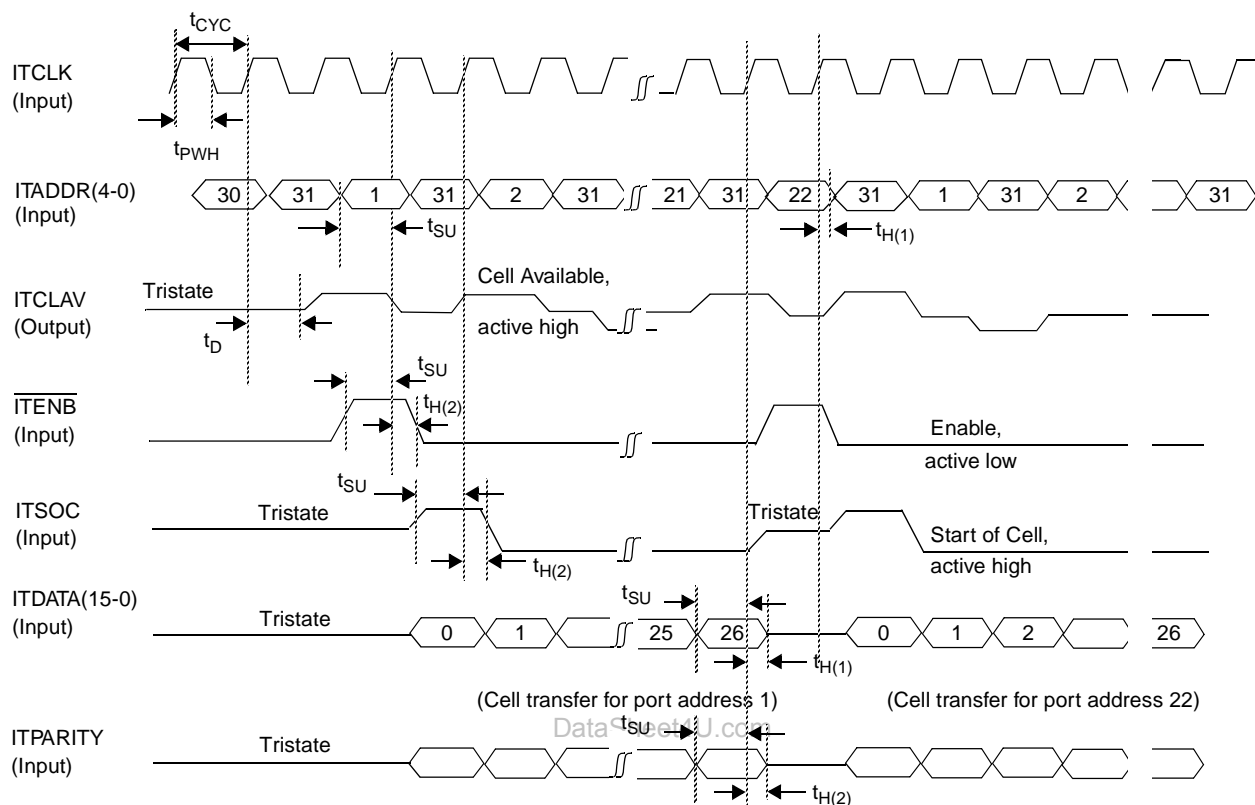 tCYC
ITCLK
(Input)
tPWH
ITADDR(4-0)
(Input)
30 31 1 31 2 31 21 31 22 31 1 31 2 31
tSU
tH(1)
ITCLAV
(Output)
Tristate
Cell Available,
active high
tD
tSU
ITENB
(Input)
tH(2)
Enable,
active low
tSU
ITSOC
(Input)
Tristate
Tristate
Start of Cell,
active high
tH(2)
ITDATA(15-0)
(Input)
Tristate
tSU
0 1 25 26 0 1 2 26
tH(1)
(Cell transfer for port address 1) (Cell transfer for port address 22)
DataSheet4U.com
tSU
ITPARITY
(Input)
Tristate
tH(2)